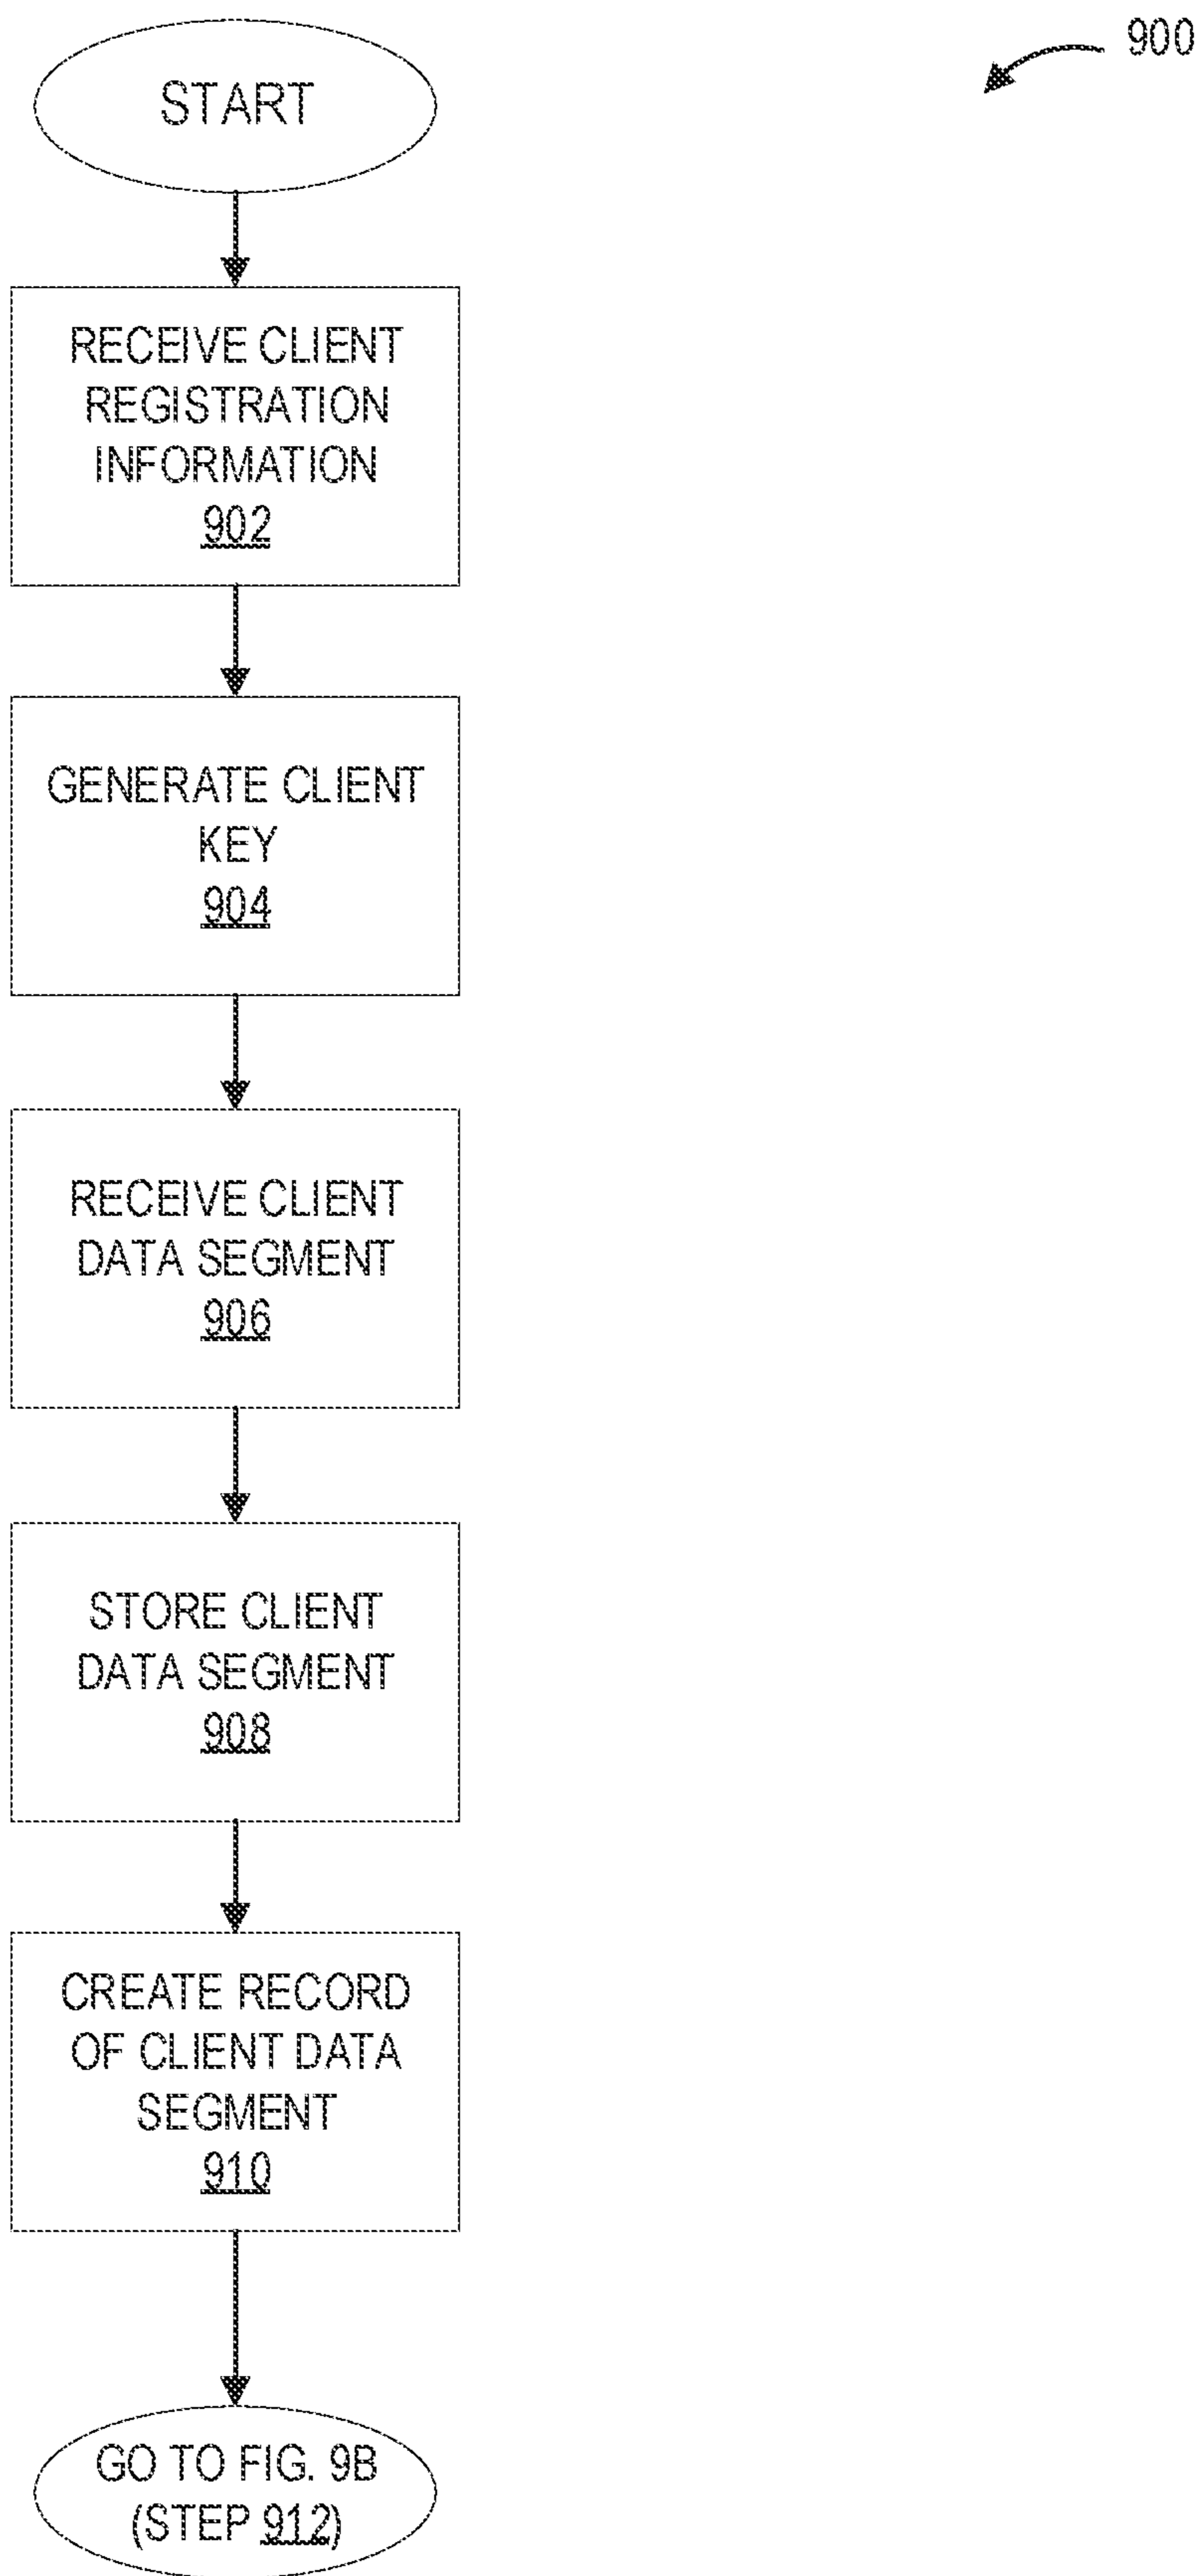 900
START
RECEIVE CLIENT
REGISTRATION
INFORMATION
902
GENERATE CLIENT
KEY
904
RECEIVE CLIENT
DATA SEGMENT
906
STORE CLIENT
DATA SEGMENT
908
CREATE RECORD
OF CLIENT DATA
SEGMENT
910
GO TO FIG. 9B
(STEP 912)